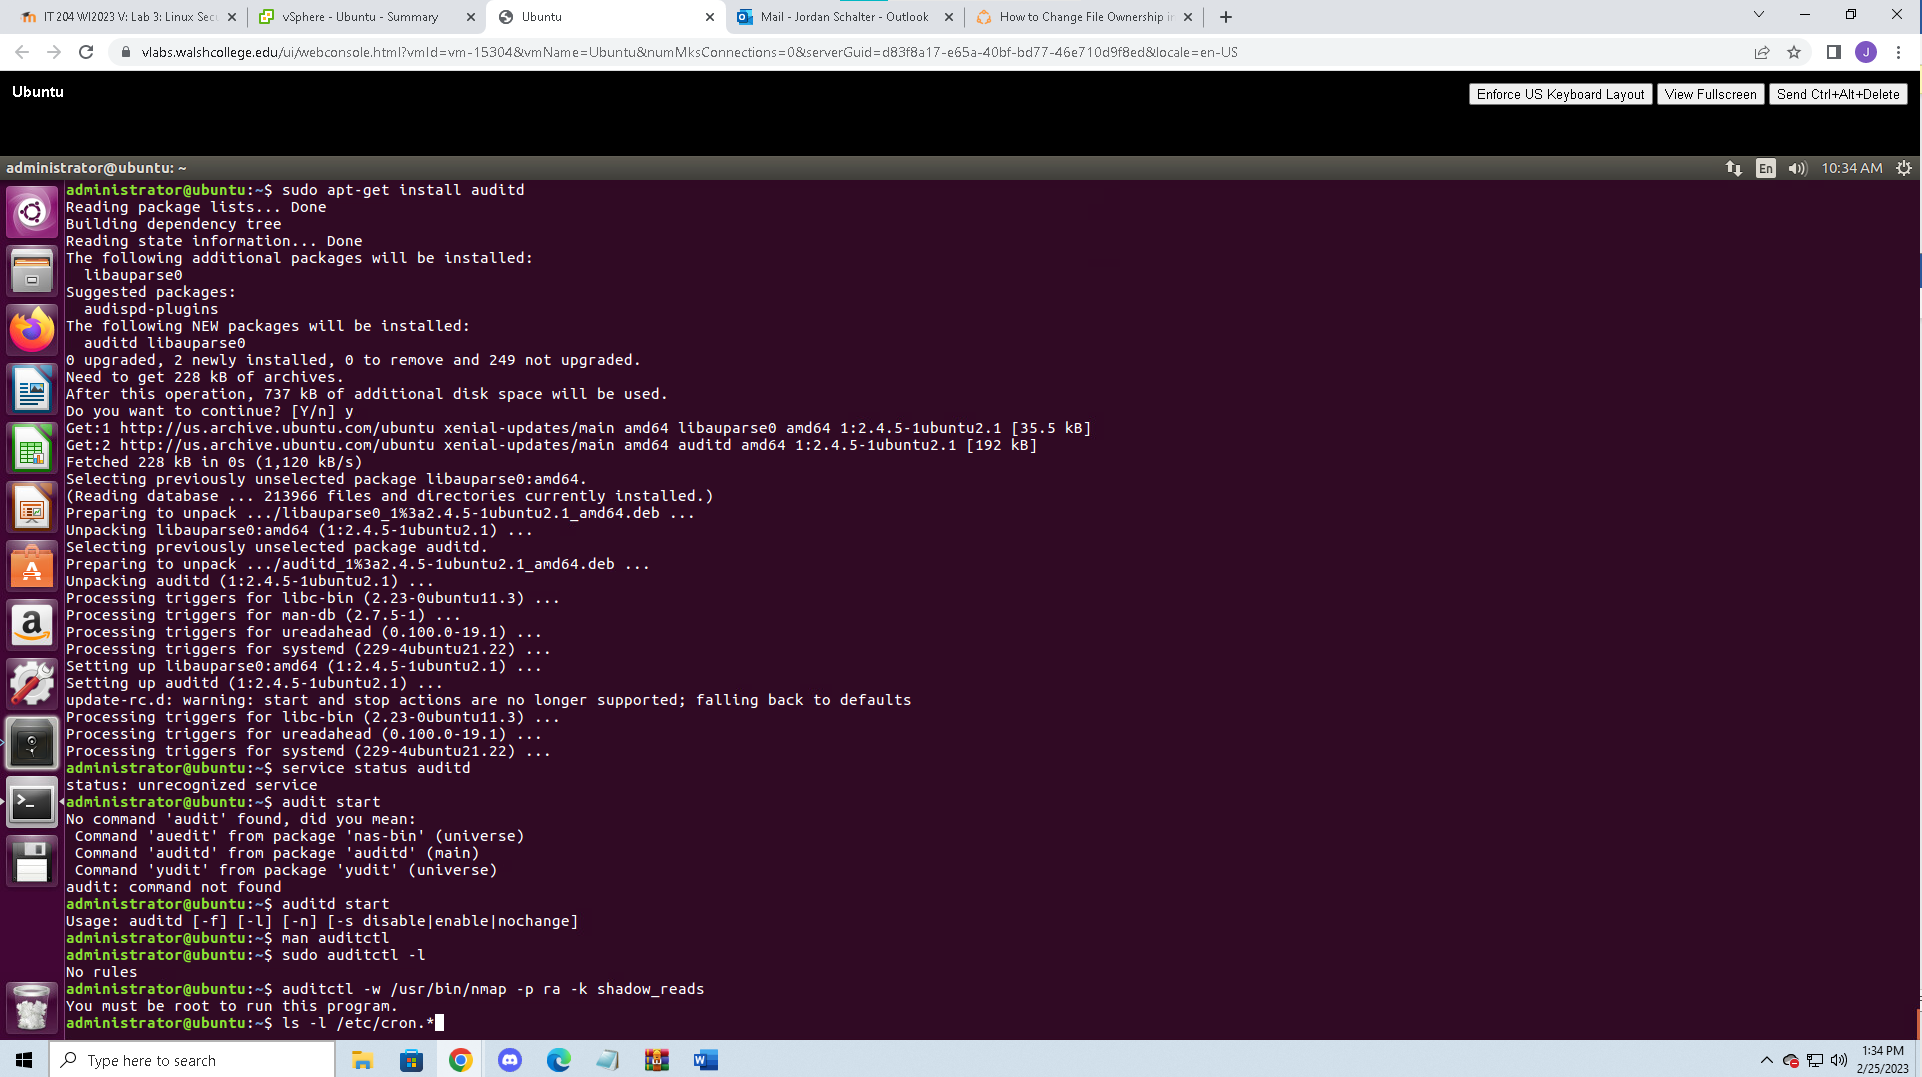 IT 204 WI2023 V: Lab 3: Linux Secu
vSphere - Ubuntu - Summary
Ubuntu
Mail - Jordan Schalter - Outlook
How to Change File Ownership in
vlabs.walshcollege.edu/ui/webconsole.html?vmId=vm-15304&vmName=Ubuntu&numMksConnections=0&serverGuid=d83f8a17-e65a-40bf-bd77-46e710d9f8ed&locale=en-US
J
Ubuntu
Enforce US Keyboard Layout
View Fullscreen
Send Ctrl+Alt+Delete
administrator@ubuntu: ~
En
10:34 AM
administrator@ubuntu:~$ sudo apt-get install auditd
Reading package lists... Done
Building dependency tree
Reading state information... Done
The following additional packages will be installed:
  libauparse0
Suggested packages:
  audispd-plugins
The following NEW packages will be installed:
  auditd libauparse0
0 upgraded, 2 newly installed, 0 to remove and 249 not upgraded.
Need to get 228 kB of archives.
After this operation, 737 kB of additional disk space will be used.
Do you want to continue? [Y/n] y
Get:1 http://us.archive.ubuntu.com/ubuntu xenial-updates/main amd64 libauparse0 amd64 1:2.4.5-1ubuntu2.1 [35.5 kB]
Get:2 http://us.archive.ubuntu.com/ubuntu xenial-updates/main amd64 auditd amd64 1:2.4.5-1ubuntu2.1 [192 kB]
Fetched 228 kB in 0s (1,120 kB/s)
Selecting previously unselected package libauparse0:amd64.
(Reading database ... 213966 files and directories currently installed.)
Preparing to unpack .../libauparse0_1%3a2.4.5-1ubuntu2.1_amd64.deb ...
Unpacking libauparse0:amd64 (1:2.4.5-1ubuntu2.1) ...
Selecting previously unselected package auditd.
Preparing to unpack .../auditd_1%3a2.4.5-1ubuntu2.1_amd64.deb ...
Unpacking auditd (1:2.4.5-1ubuntu2.1) ...
Processing triggers for libc-bin (2.23-0ubuntu11.3) ...
Processing triggers for man-db (2.7.5-1) ...
Processing triggers for ureadahead (0.100.0-19.1) ...
Processing triggers for systemd (229-4ubuntu21.22) ...
Setting up libauparse0:amd64 (1:2.4.5-1ubuntu2.1) ...
Setting up auditd (1:2.4.5-1ubuntu2.1) ...
update-rc.d: warning: start and stop actions are no longer supported; falling back to defaults
Processing triggers for libc-bin (2.23-0ubuntu11.3) ...
Processing triggers for ureadahead (0.100.0-19.1) ...
Processing triggers for systemd (229-4ubuntu21.22) ...
administrator@ubuntu:~$ service status auditd
status: unrecognized service
administrator@ubuntu:~$ audit start
No command 'audit' found, did you mean:
 Command 'auedit' from package 'nas-bin' (universe)
 Command 'auditd' from package 'auditd' (main)
 Command 'yudit' from package 'yudit' (universe)
audit: command not found
administrator@ubuntu:~$ auditd start
Usage: auditd [-f] [-l] [-n] [-s disable|enable|nochange]
administrator@ubuntu:~$ man auditctl
administrator@ubuntu:~$ sudo auditctl -l
No rules
administrator@ubuntu:~$ auditctl -w /usr/bin/nmap -p ra -k shadow_reads
You must be root to run this program.
administrator@ubuntu:~$ ls -l /etc/cron.*
Type here to search
1:34 PM
2/25/2023